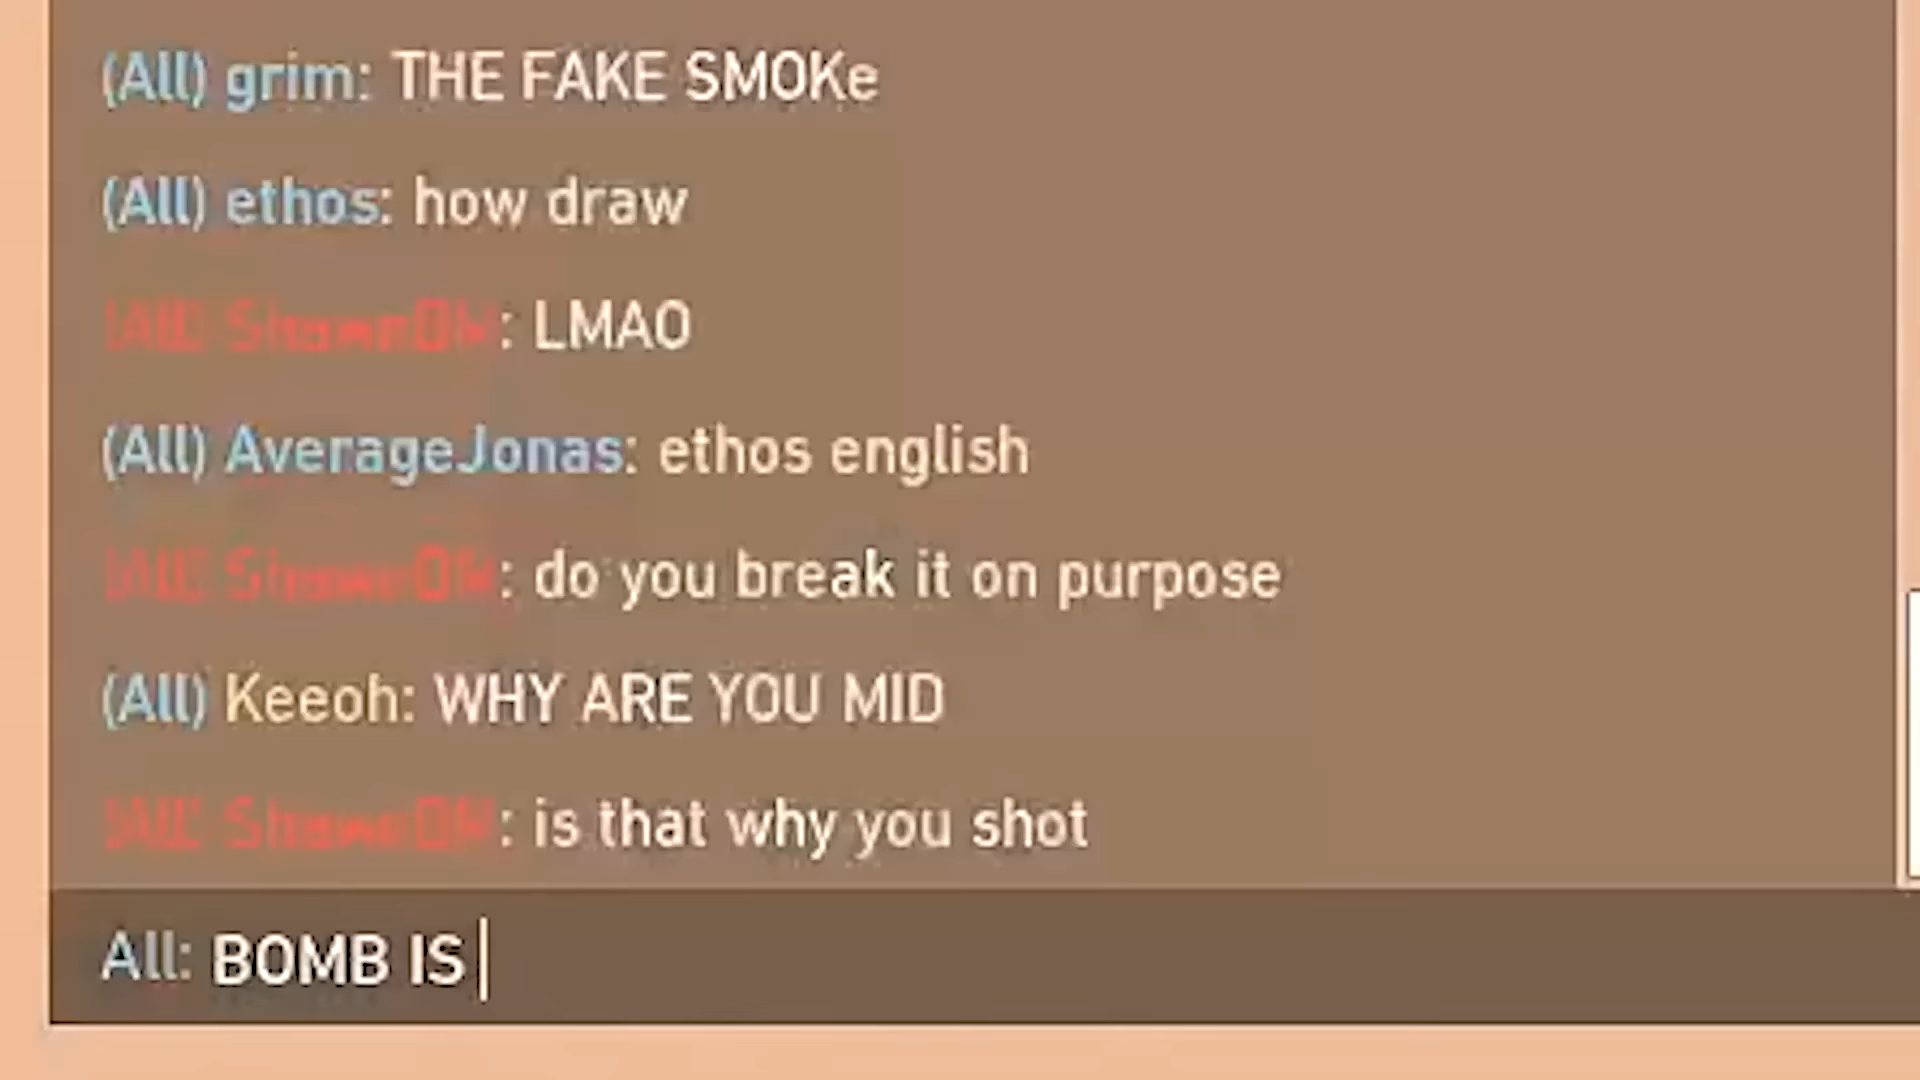 (All) grim: THE FAKE SMOKe
(All) ethos: how draw
: LMAO
(All) AverageJonas: ethos english
: do you break it on purpose
(All) Keeoh: WHY ARE YOU MID
: is that why you shot
All: BOMB IS